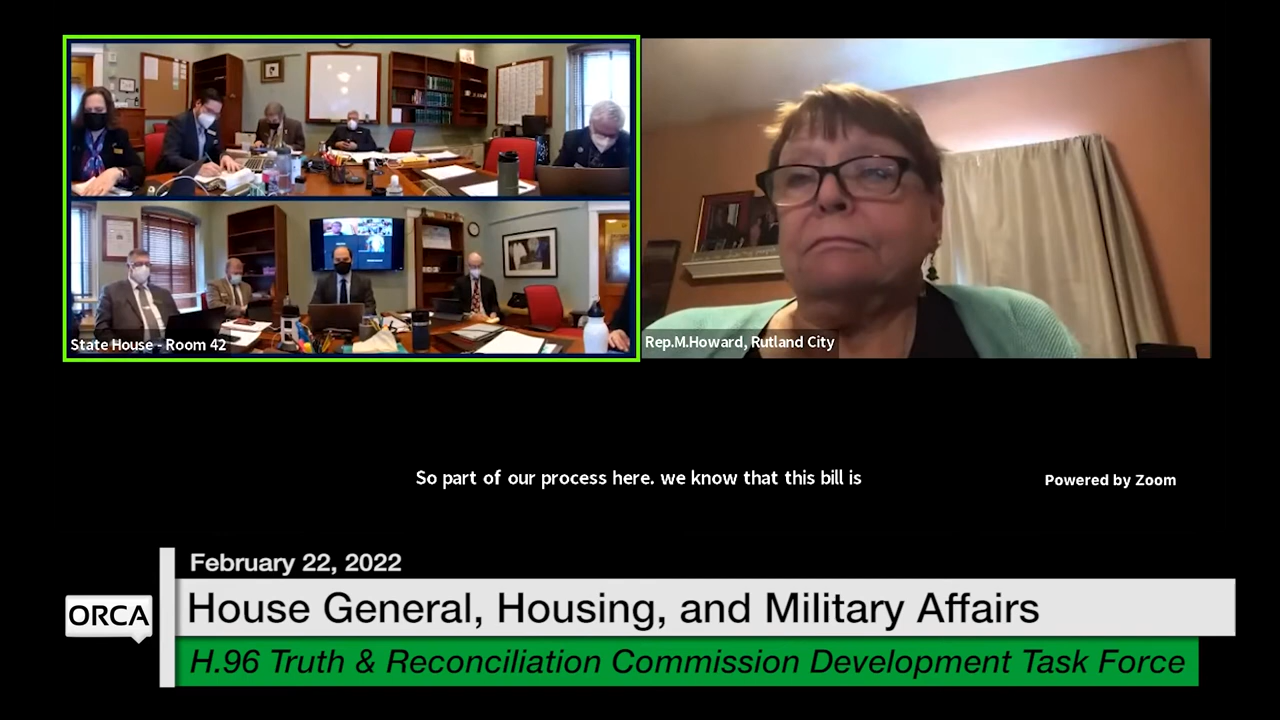 State House - Room 42
Rep.M.Howard, Rutland City
So part of our process here. we know that this bill is
Powered by Zoom
February 22, 2022
ORCA
House General, Housing, and Military Affairs
H.96 Truth & Reconciliation Commission Development Task Force